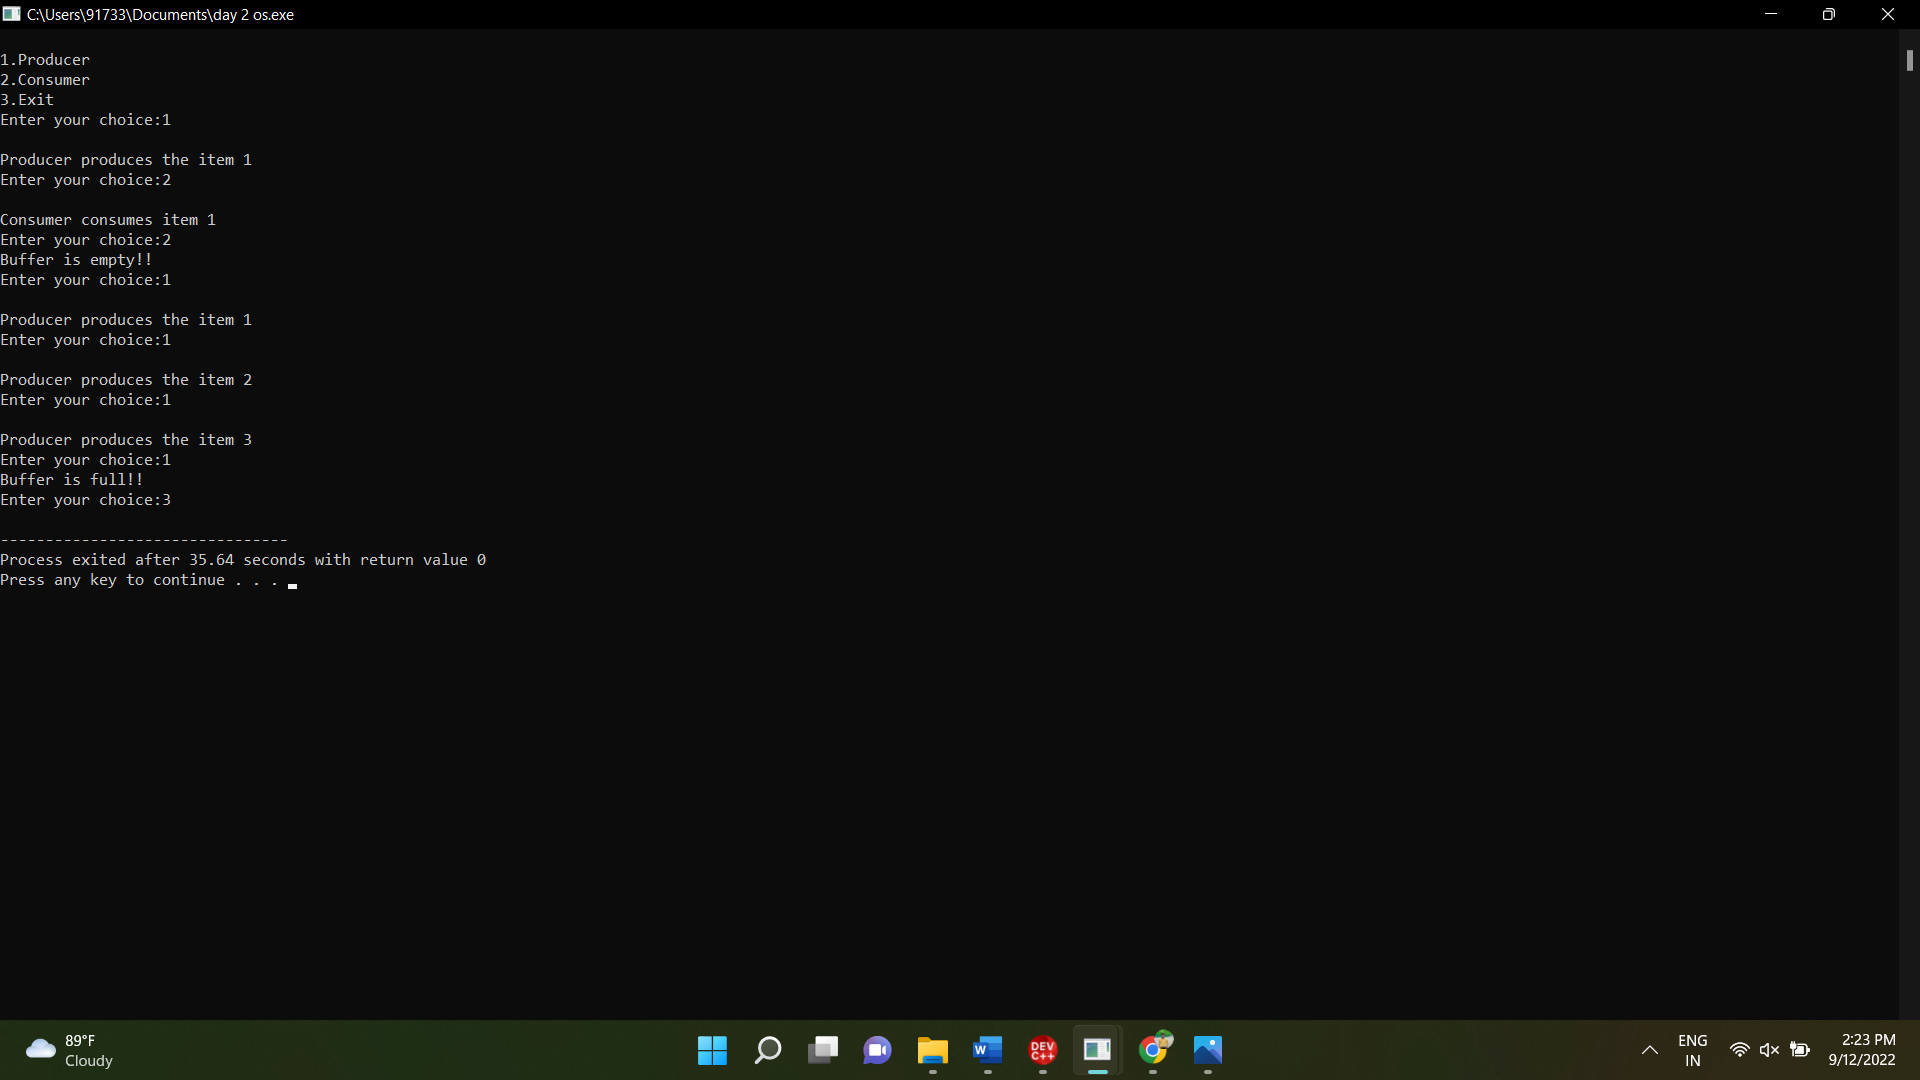 C:\Users\91733\Documents\day 2 os.exe
1.Producer
2.Consumer
3.Exit
Enter your choice:1
Producer produces the item 1
Enter your choice:2
Consumer consumes item 1
Enter your choice:2
Buffer is empty!!
Enter your choice:1
Producer produces the item 1
Enter your choice:1
Producer produces the item 2
Enter your choice:1
Producer produces the item 3
Enter your choice:1
Buffer is full!!
Enter your choice:3
--------------------------------
Process exited after 35.64 seconds with return value 0
Press any key to continue . . .
89°F
Cloudy
W
DEV
C++
ENG
IN
2:23 PM
9/12/2022